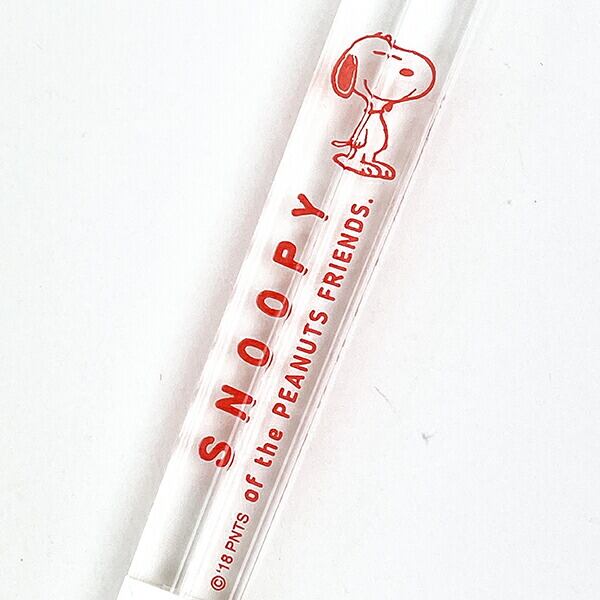 SNOOPY
of the PEANUTS FRIENDS.
© '18 PNTS